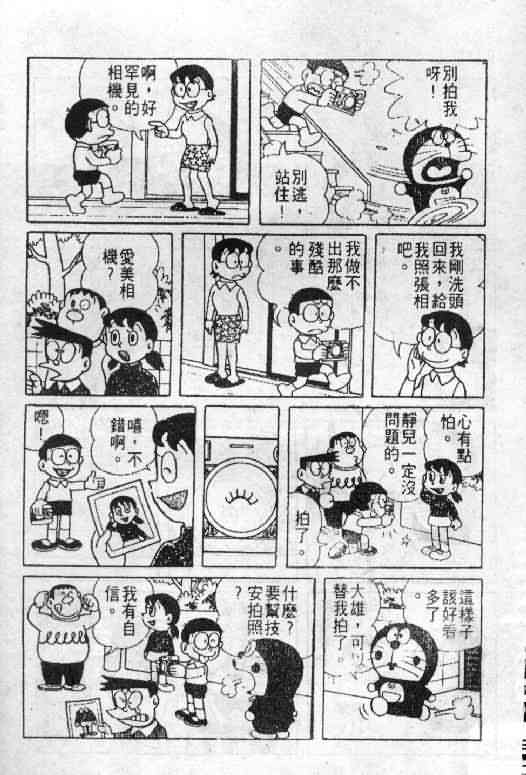 別拍我
呀！
別逃，
站住！
啊，好
罕見的
相機。
我剛洗頭
回來，給
我照張相
吧。
我做不
出那麼
殘酷
的事
。
愛美相
機？
心有點
怕。
靜兒一定沒
問題的。
拍了。
嘻，不
錯啊。
嗯！
這樣子
該好看
多了
。
大雄，可以
替我拍了。
什麼？
要幫技
安拍照
？
我有自
信。